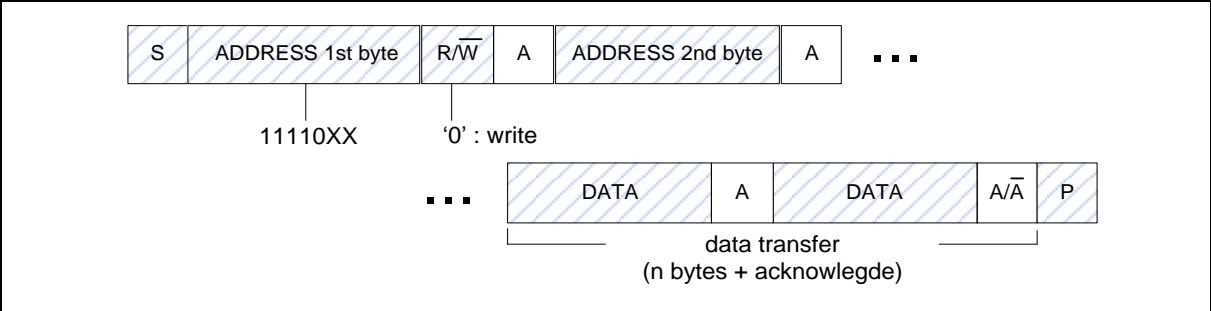 S ADDRESS 1st byte R/W̅ A ADDRESS 2nd byte A ...
11110XX '0' : write
... DATA A DATA A/A̅ P
data transfer
(n bytes + acknowlegde)